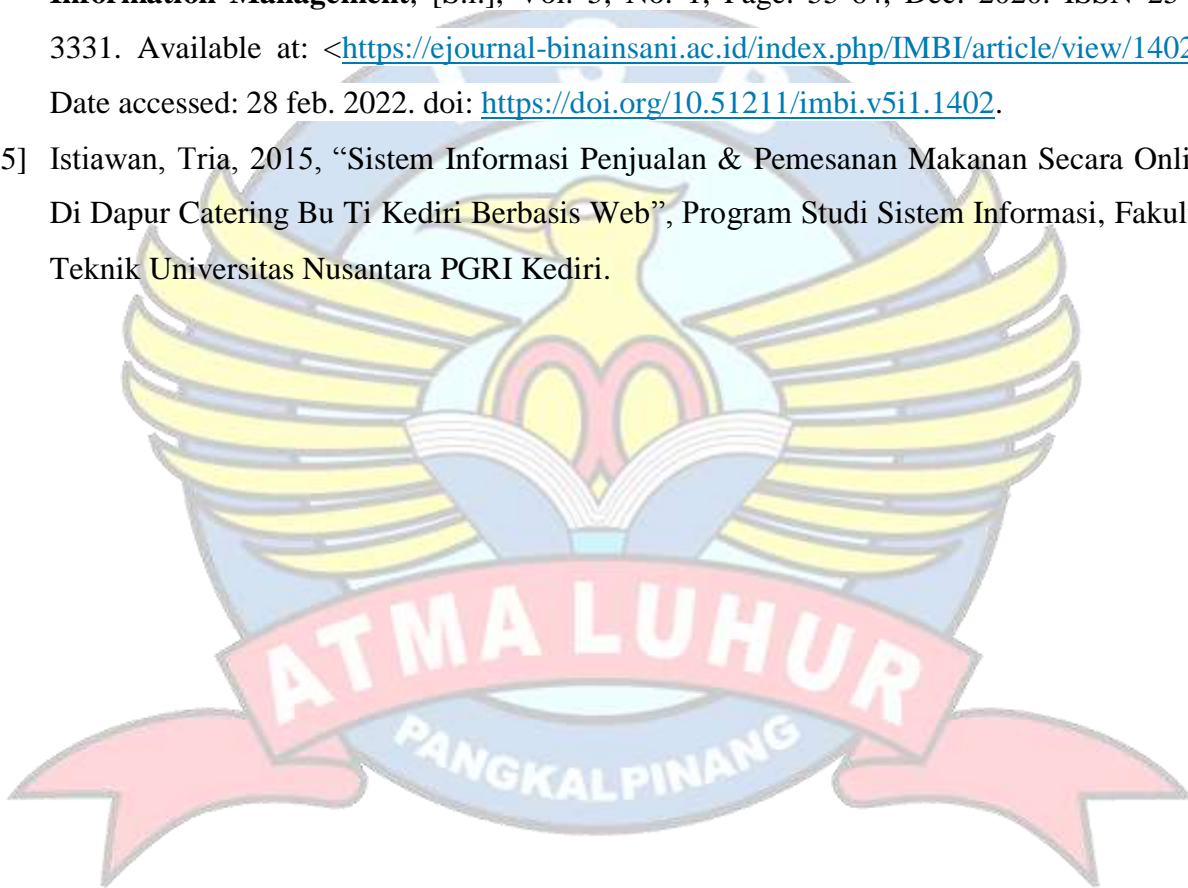 Information Management, [S.l.], Vol. 5, No. 1, Page. 55-64, Dec. 2020. ISSN 25
3331. Available at: <https://ejournal-binainsani.ac.id/index.php/IMBI/article/view/1402
Date accessed: 28 feb. 2022. doi: https://doi.org/10.51211/imbi.v5i1.1402.
5] Istiawan, Tria, 2015, “Sistem Informasi Penjualan & Pemesanan Makanan Secara Onli
Di Dapur Catering Bu Ti Kediri Berbasis Web”, Program Studi Sistem Informasi, Fakul
Teknik Universitas Nusantara PGRI Kediri.
ATMA LUHUR
PANGKALPINANG